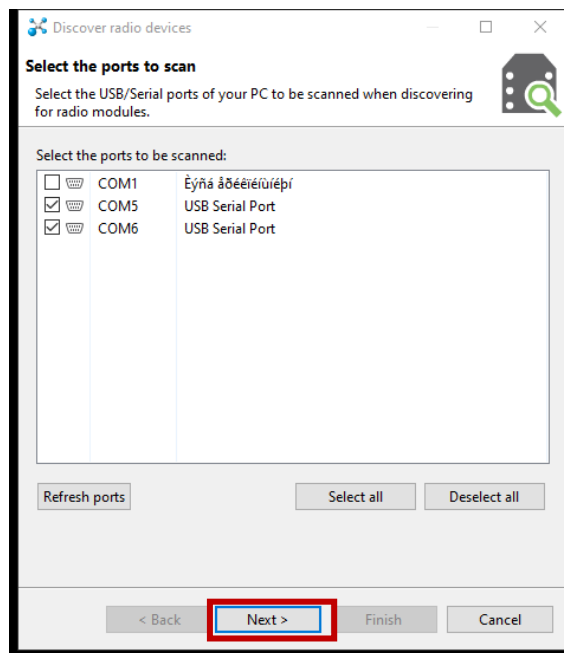 Discover radio devices
Select the ports to scan
Select the USB/Serial ports of your PC to be scanned when discovering
for radio modules.
Select the ports to be scanned:
COM1 Èýñá åðéêïéíùíéþí
COM5 USB Serial Port
COM6 USB Serial Port
Refresh ports Select all Deselect all
< Back Next > Finish Cancel